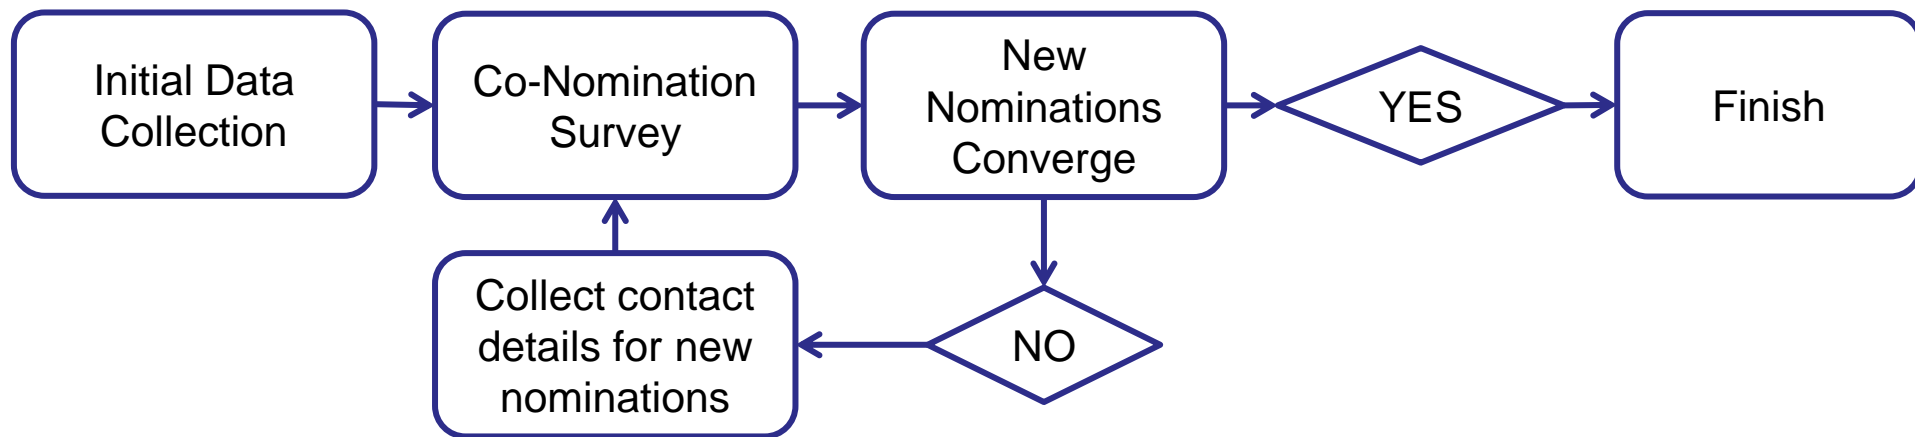 Initial Data
Collection
Co-Nomination
Survey
New
Nominations
Converge
YES
Finish
Collect contact
details for new
nominations
NO